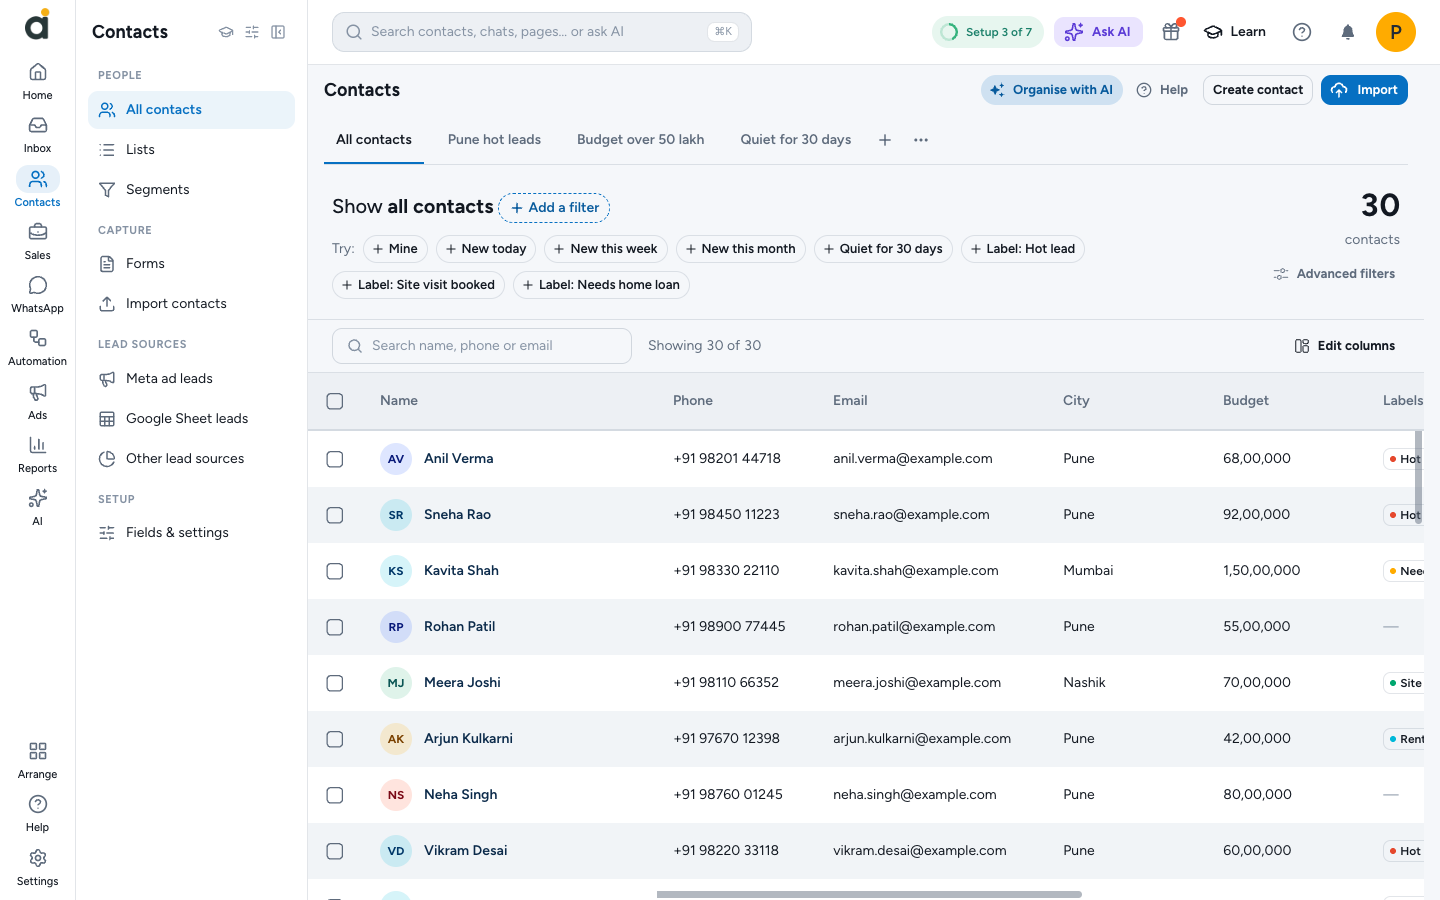 Contacts
Search contacts, chats, pages... or ask AI
⌘K
Setup 3 of 7
Ask AI
Learn
P
Home
Inbox
Contacts
Sales
WhatsApp
Automation
Ads
Reports
AI
Arrange
Help
Settings
PEOPLE
All contacts
Lists
Segments
CAPTURE
Forms
Import contacts
LEAD SOURCES
Meta ad leads
Google Sheet leads
Other lead sources
SETUP
Fields & settings
Contacts
Organise with AI
Help
Create contact
Import
All contacts
Pune hot leads
Budget over 50 lakh
Quiet for 30 days
Show all contacts
Add a filter
30
contacts
Try:
Mine
New today
New this week
New this month
Quiet for 30 days
Label: Hot lead
Label: Site visit booked
Label: Needs home loan
Advanced filters
Search name, phone or email
Showing 30 of 30
Edit columns
Name Phone Email City Budget Labels
AV Anil Verma +91 98201 44718 anil.verma@example.com Pune 68,00,000 Hot
SR Sneha Rao +91 98450 11223 sneha.rao@example.com Pune 92,00,000 Hot
KS Kavita Shah +91 98330 22110 kavita.shah@example.com Mumbai 1,50,00,000
RP Rohan Patil +91 98900 77445 rohan.patil@example.com Pune 55,00,000 —
MJ Meera Joshi +91 98110 66352 meera.joshi@example.com Nashik 70,00,000 Site
AK Arjun Kulkarni +91 97670 12398 arjun.kulkarni@example.com Pune 42,00,000 Rent
NS Neha Singh +91 98760 01245 neha.singh@example.com Pune 80,00,000 —
VD Vikram Desai +91 98220 33118 vikram.desai@example.com Pune 60,00,000 Hot